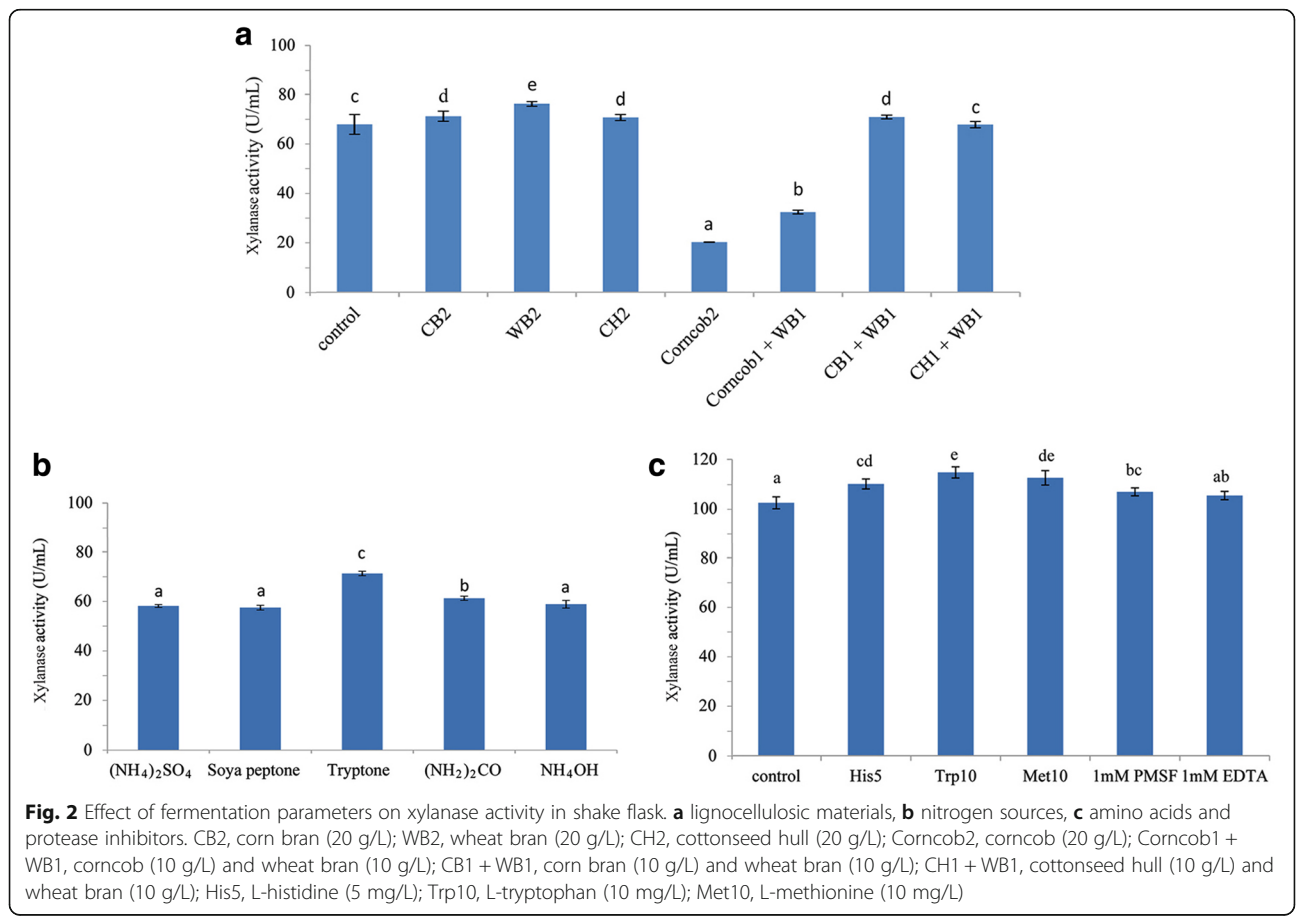 a
100
80
60
40
20
0
Xylanase activity (U/mL)
c
d
e
d
a
b
d
c
control
CB2
WB2
CH2
Corncob2
Corncob1 + WB1
CB1 + WB1
CH1 + WB1
b
100
80
60
40
20
0
Xylanase activity (U/mL)
a
a
c
b
a
(NH4)2SO4 Soya peptone Tryptone (NH2)2CO NH4OH
c
120
100
80
60
40
20
0
Xylanase activity (U/mL)
a
cd
e
de
bc
ab
control His5 Trp10 Met10 1mM PMSF 1mM EDTA
Fig. 2 Effect of fermentation parameters on xylanase activity in shake flask. a lignocellulosic materials, b nitrogen sources, c amino acids and
protease inhibitors. CB2, corn bran (20 g/L); WB2, wheat bran (20 g/L); CH2, cottonseed hull (20 g/L); Corncob2, corncob (20 g/L); Corncob1 +
WB1, corncob (10 g/L) and wheat bran (10 g/L); CB1 + WB1, corn bran (10 g/L) and wheat bran (10 g/L); CH1 + WB1, cottonseed hull (10 g/L) and
wheat bran (10 g/L); His5, L-histidine (5 mg/L); Trp10, L-tryptophan (10 mg/L); Met10, L-methionine (10 mg/L)